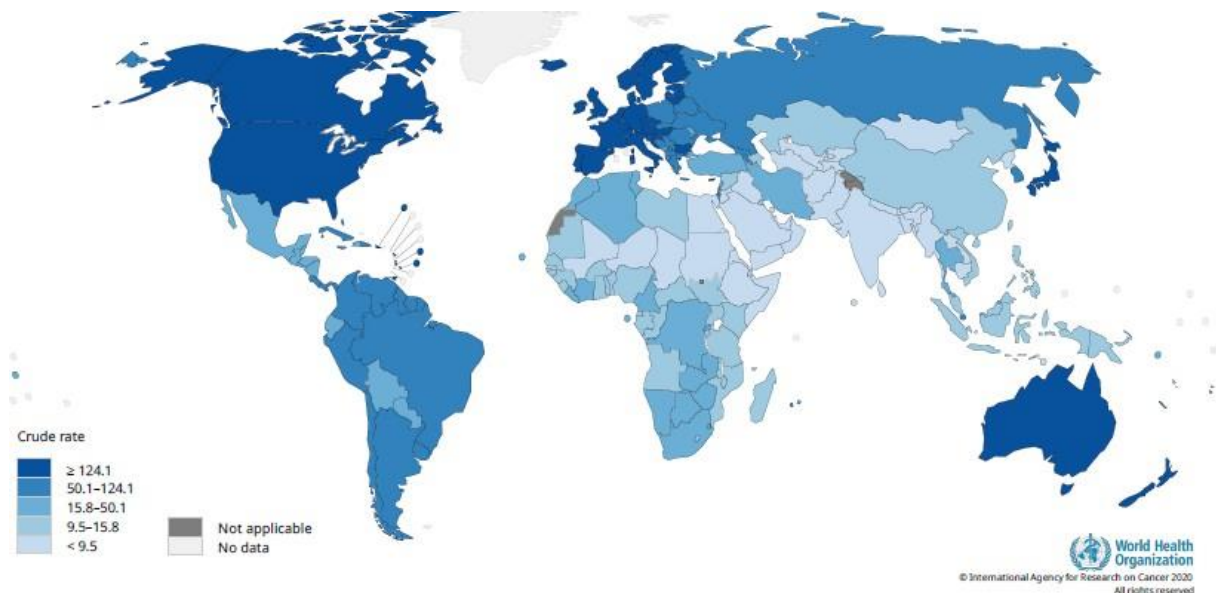 Crude rate
≥ 124.1
50.1–124.1
15.8–50.1
9.5–15.8
< 9.5
Not applicable
No data
World Health
Organization
© International Agency for Research on Cancer 2020
All rights reserved